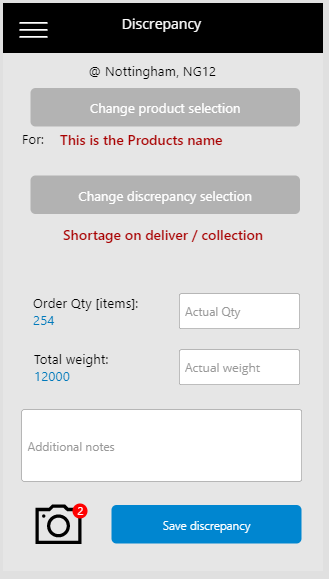 Discrepancy
@ Nottingham, NG12
Change product selection
For: This is the Products name
Change discrepancy selection
Shortage on deliver / collection
Order Qty [items]:
254
Actual Qty
Total weight:
12000
Actual weight
Additional notes
2
Save discrepancy